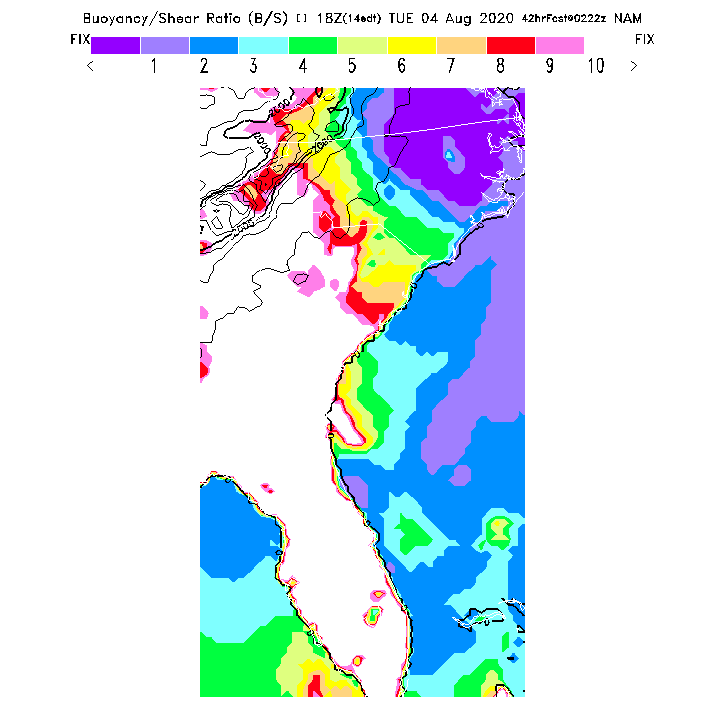 Buoyancy/Shear Ratio (B/S) [] 18Z(14edt) TUE 04 Aug 2020 42hrFcst@0222z NAM
FIX FIX
< 1 2 3 4 5 6 7 8 9 10 >
2000